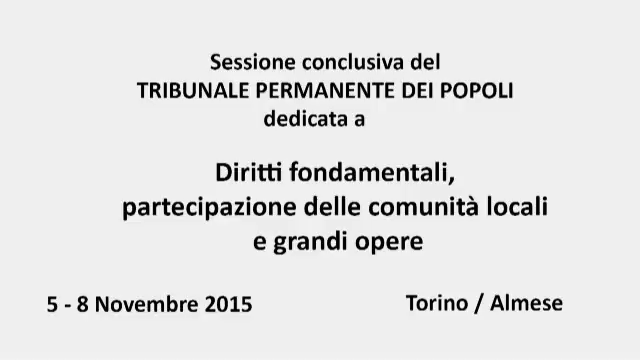 Sessione conclusiva del
TRIBUNALE PERMANENTE DEI POPOLI
dedicata a
Diritti fondamentali,
partecipazione delle comunità locali
e grandi opere
5 - 8 Novembre 2015
Torino / Almese